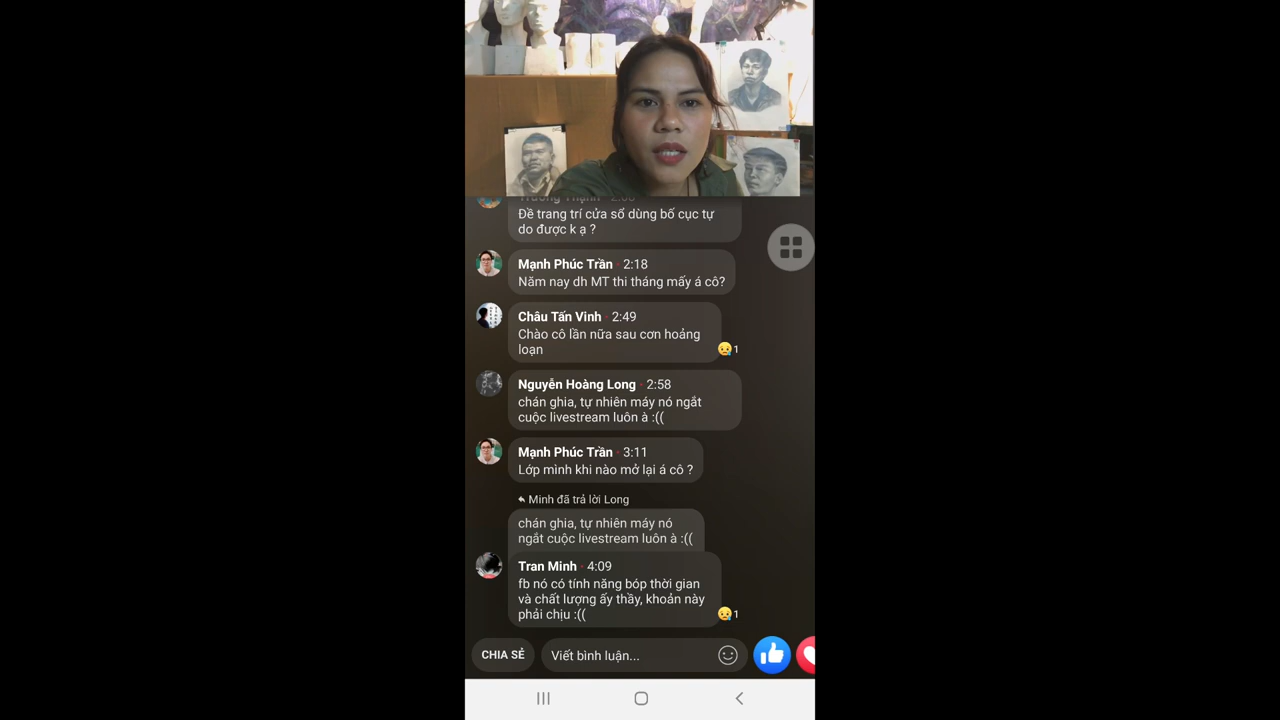 Đề trang trí cửa sổ dùng bố cục tự
do được k ạ ?
Mạnh Phúc Trần · 2:18
Năm nay dh MT thi tháng mấy á cô?
Châu Tấn Vinh · 2:49
Chào cô lần nữa sau cơn hoảng
loạn
1
Nguyễn Hoàng Long · 2:58
chán ghia, tự nhiên máy nó ngắt
cuộc livestream luôn à :((
Mạnh Phúc Trần · 3:11
Lớp mình khi nào mở lại á cô ?
Minh đã trả lời Long
chán ghia, tự nhiên máy nó
ngắt cuộc livestream luôn à :((
Tran Minh · 4:09
fb nó có tính năng bóp thời gian
và chất lượng ấy thầy, khoản này
phải chịu :((
1
CHIA SẺ
Viết bình luận...